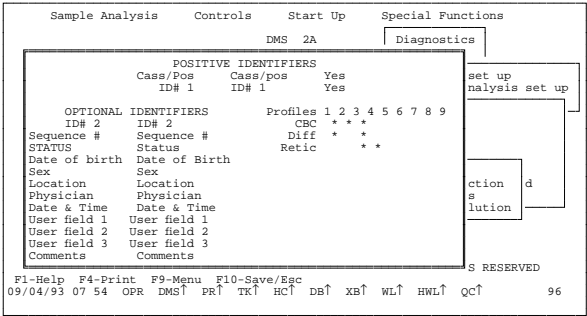 Sample Analysis Controls Start Up Special Functions
DMS 2A Diagnostics
POSITIVE IDENTIFIERS
Cass/Pos Cass/pos Yes set up
ID# 1 ID# 1 Yes nalysis set up
OPTIONAL IDENTIFIERS Profiles 1 2 3 4 5 6 7 8 9
ID# 2 ID# 2 CBC * * *
Sequence # Sequence # Diff * *
STATUS Status Retic * *
Date of birth Date of Birth
Sex Sex
Location Location ction d
Physician Physician s
Date & Time Date & Time lution
User field 1 User field 1
User field 2 User field 2
User field 3 User field 3
Comments Comments
S RESERVED
F1-Help F4-Print F9-Menu F10-Save/Esc
09/04/93 07 54 OPR DMS↑ PR↑ TK↑ HC↑ DB↑ XB↑ WL↑ HWL↑ QC↑ 96